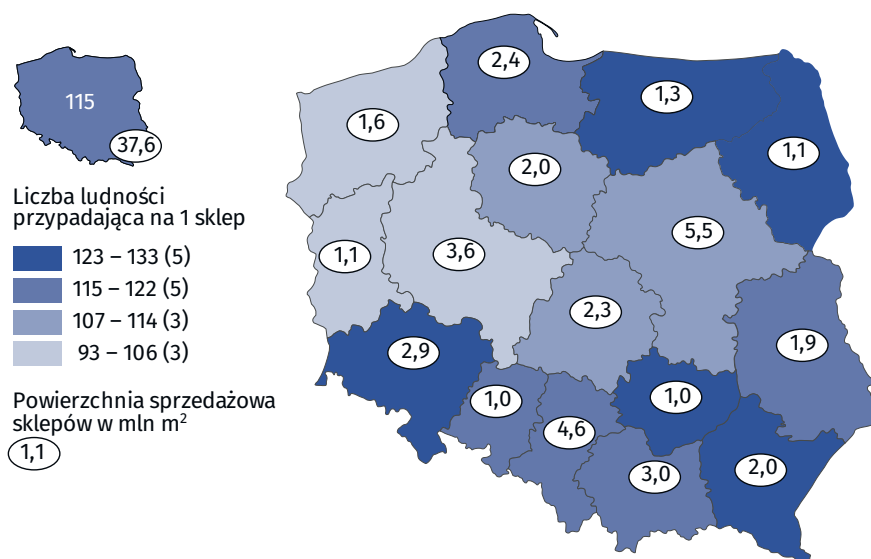 115
37,6
Liczba ludności
przypadająca na 1 sklep
123 – 133 (5)
115 – 122 (5)
107 – 114 (3)
93 – 106 (3)
Powierzchnia sprzedażowa
sklepów w mln m²
1,1
2,4
1,3
1,6
1,1
2,0
5,5
3,6
1,1
2,3
1,9
2,9
1,0
1,0
4,6
3,0
2,0